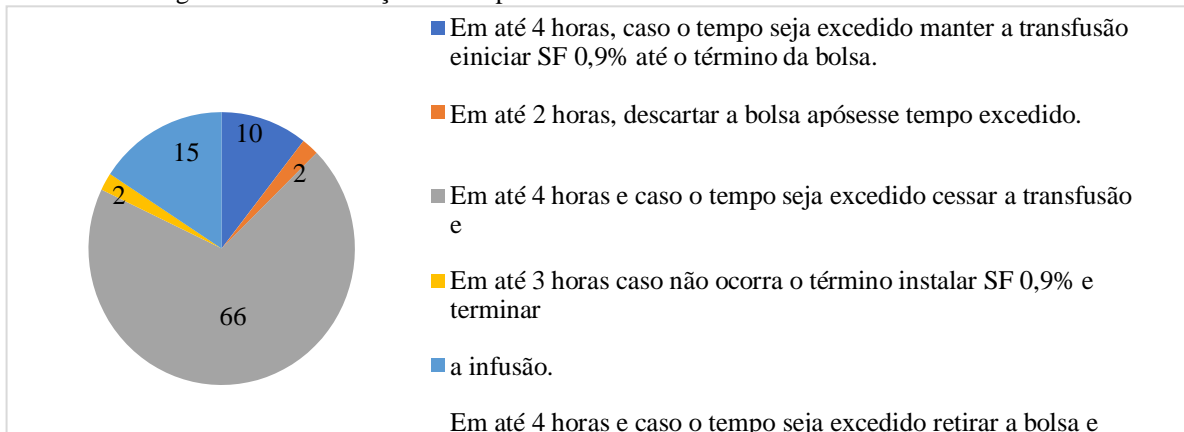 Em até 4 horas, caso o tempo seja excedido manter a transfusão
einiciar SF 0,9% até o término da bolsa.
Em até 2 horas, descartar a bolsa apósesse tempo excedido.
Em até 4 horas e caso o tempo seja excedido cessar a transfusão
e
Em até 3 horas caso não ocorra o término instalar SF 0,9% e
terminar
a infusão.
Em até 4 horas e caso o tempo seja excedido retirar a bolsa e
10
2
66
2
15